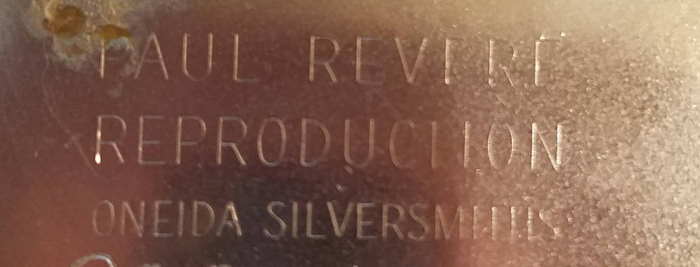 PAUL REVERE
REPRODUCTION
ONEIDA SILVERSMITHS